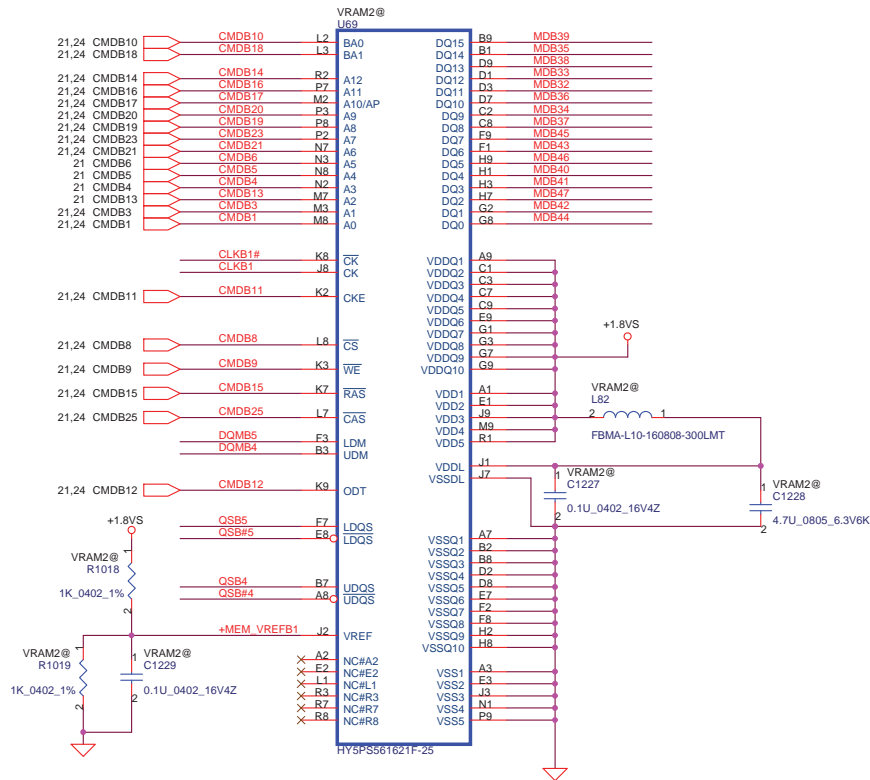 VRAM2@
U69
21,24 CMDB10 CMDB10 L2 BA0 DQ15 B9 MDB39
21,24 CMDB18 CMDB18 L3 BA1 DQ14 B1 MDB35
DQ13 D9 MDB38
21,24 CMDB14 CMDB14 R2 A12 DQ12 D1 MDB33
21,24 CMDB16 CMDB16 P7 A11 DQ11 D3 MDB32
21,24 CMDB17 CMDB17 M2 A10/AP DQ10 D7 MDB36
21,24 CMDB20 CMDB20 P3 A9 DQ9 C2 MDB34
21,24 CMDB19 CMDB19 P8 A8 DQ8 C8 MDB37
21,24 CMDB23 CMDB23 P2 A7 DQ7 F9 MDB45
21,24 CMDB21 CMDB21 N7 A6 DQ6 F1 MDB43
21 CMDB6 CMDB6 N3 A5 DQ5 H9 MDB46
21 CMDB5 CMDB5 N8 A4 DQ4 H1 MDB40
21 CMDB4 CMDB4 N2 A3 DQ3 H3 MDB41
21 CMDB13 CMDB13 M7 A2 DQ2 H7 MDB47
21,24 CMDB3 CMDB3 M3 A1 DQ1 G2 MDB42
21,24 CMDB1 CMDB1 M8 A0 DQ0 G8 MDB44
CLKB1# K8 CK VDDQ1 A9
CLKB1 J8 CK VDDQ2 C1
VDDQ3 C3
21,24 CMDB11 CMDB11 K2 CKE VDDQ4 C7
VDDQ5 C9
VDDQ6 E9
VDDQ7 G1
VDDQ8 G3
+1.8VS
21,24 CMDB8 CMDB8 L8 CS VDDQ9 G7
21,24 CMDB9 CMDB9 K3 WE VDDQ10 G9
21,24 CMDB15 CMDB15 K7 RAS VDD1 A1
VDD2 E1
VRAM2@
L82
21,24 CMDB25 CMDB25 L7 CAS VDD3 J9 2 1
VDD4 M9
FBMA-L10-160808-300LMT
DQMB5 F3 LDM VDD5 R1
DQMB4 B3 UDM
VDDL J1
VSSDL J7
21,24 CMDB12 CMDB12 K9 ODT
1 VRAM2@
C1227
0.1U_0402_16V4Z
2
1 VRAM2@
C1228
4.7U_0805_6.3V6K
2
+1.8VS
QSB5 F7 LDQS
QSB#5 E8 LDQS
VSSQ1 A7
VSSQ2 B2
VSSQ3 B8
VSSQ4 D2
VSSQ5 D8
VSSQ6 E7
VSSQ7 F2
VSSQ8 F8
VSSQ9 H2
VSSQ10 H8
1
VRAM2@
R1018
1K_0402_1%
2
QSB4 B7 UDQS
QSB#4 A8 UDQS
+MEM_VREFB1 J2 VREF
1
VRAM2@
R1019
1K_0402_1%
2
1 VRAM2@
C1229
0.1U_0402_16V4Z
2
A2 NC#A2
E2 NC#E2
L1 NC#L1
R3 NC#R3
R7 NC#R7
R8 NC#R8
VSS1 A3
VSS2 E3
VSS3 J3
VSS4 N1
VSS5 P9
HY5PS561621F-25